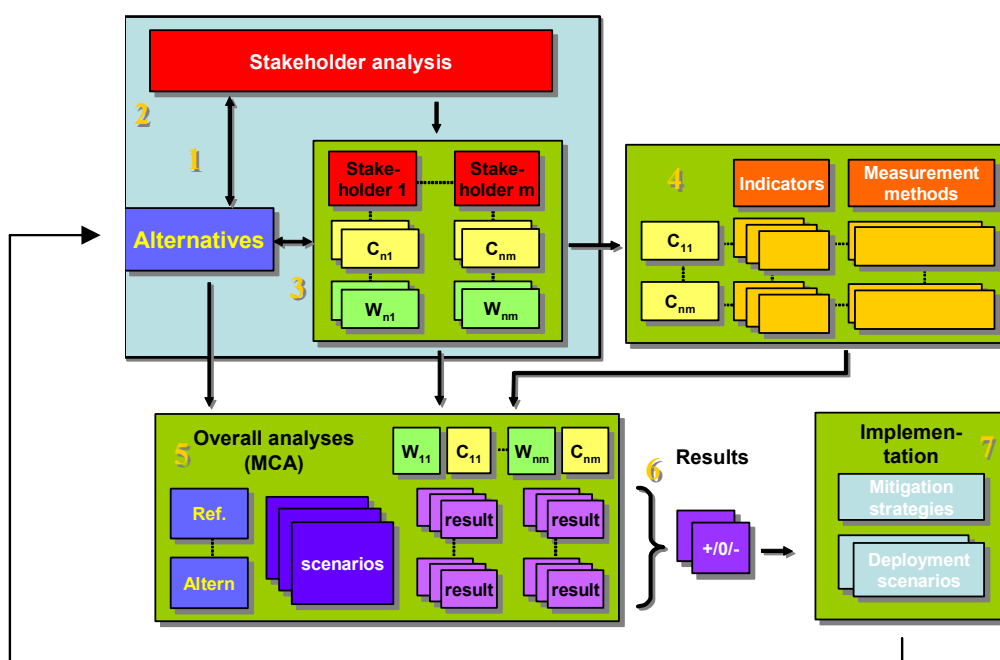 Stakeholder analysis
2
1
Alternatives
3
Stake-
holder 1
Stake-
holder m
Cn1
Cnm
Wn1
Wnm
4
Indicators
Measurement
methods
C11
Cnm
5
Overall analyses
(MCA)
W11
C11
Wnm
Cnm
Ref.
Altern
scenarios
result
result
result
result
6
Results
+/0/-
Implemen-
tation
7
Mitigation
strategies
Deployment
scenarios